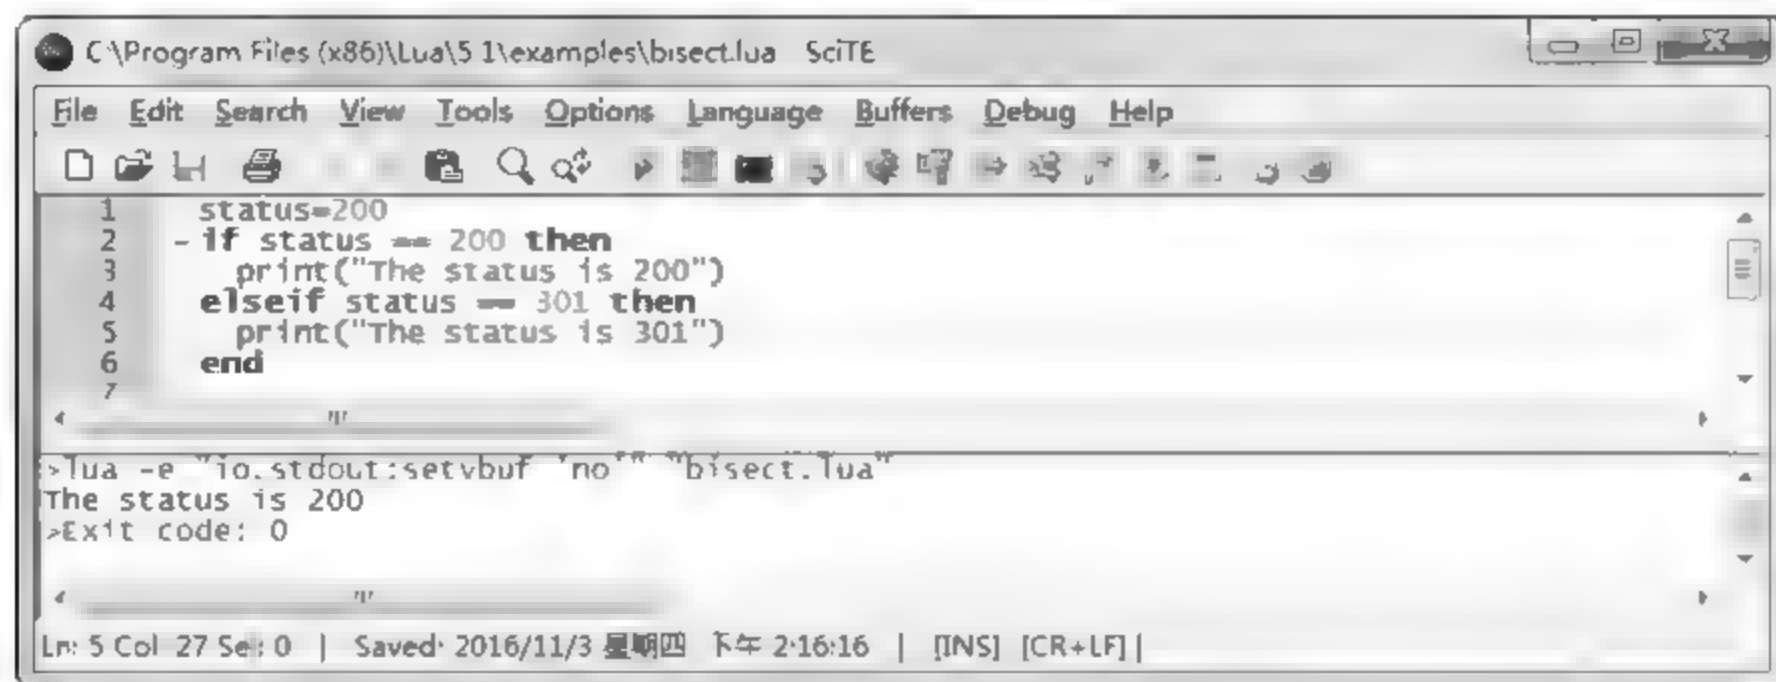 C:\Program Files (x86)\Lua\5.1\examples\bisect.lua SciTE
File Edit Search View Tools Options Language Buffers Debug Help
1 status=200
2 - if status == 200 then
3 print("The status is 200")
4 elseif status == 301 then
5 print("The status is 301")
6 end
7
>lua -e "io.stdout:setvbuf 'no'" "bisect.lua"
The status is 200
>Exit code: 0
Ln: 5 Col: 27 Sel: 0 | Saved: 2016/11/3 星期四 下午 2:16:16 | [INS] [CR+LF] |